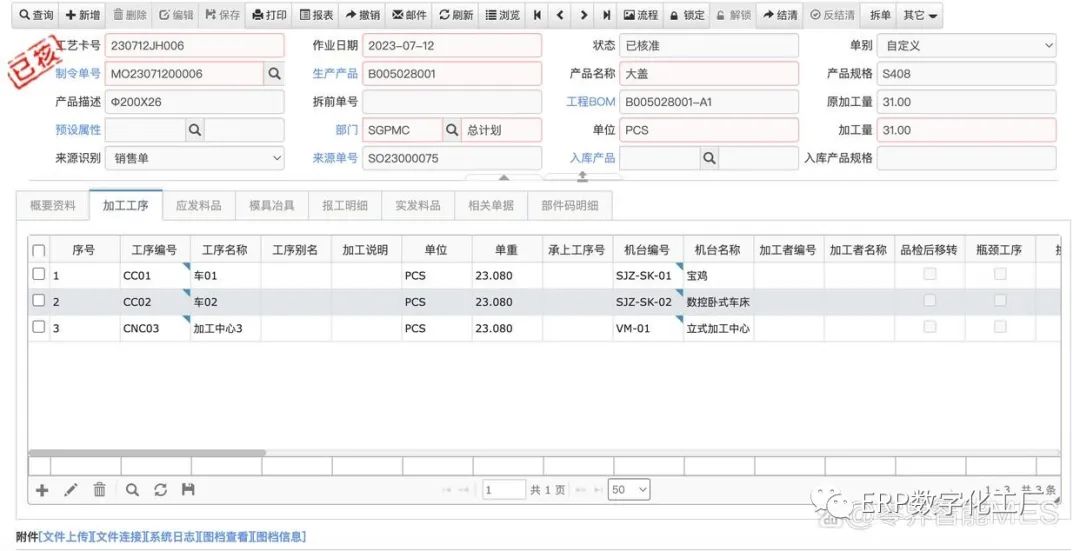 查询 新增 删除 编辑 保存 打印 报表 撤销 邮件 刷新 浏览 流程 锁定 解锁 结清 反结清 拆单 其它
已核
工艺卡号 230712JH006 作业日期 2023-07-12 状态 已核准 单别 自定义
制令单号 MO23071200006 生产产品 B005028001 产品名称 大盖 产品规格 S408
产品描述 Φ200X26 拆前单号 工程BOM B005028001-A1 原加工量 31.00
预设属性 部门 SGPMC 总计划 单位 PCS 加工量 31.00
来源识别 销售单 来源单号 SO23000075 入库产品 入库产品规格
概要资料 加工工序 应发料品 模具冶具 报工明细 实发料品 相关单据 部件码明细
序号 工序编号 工序名称 工序别名 加工说明 单位 单重 承上工序号 机台编号 机台名称 加工者编号 加工者名称 品检后移转 瓶颈工序
1 CC01 车01 PCS 23.080 SJZ-SK-01 宝鸡
2 CC02 车02 PCS 23.080 SJZ-SK-02 数控卧式车床
3 CNC03 加工中心3 PCS 23.080 VM-01 立式加工中心
1 共 1 页 50 1 - 3 共 3 条
ERP数字化工厂
附件[文件上传][文件连接][系统日志][图档查看][图档信息]